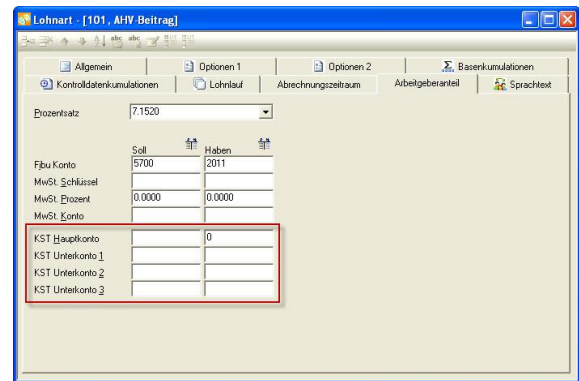 Lohnart - [101, AHV-Beitrag]
abc abc
Allgemein Optionen 1 Optionen 2 Basenkumulationen
Kontrolldatenkumulationen Lohnlauf Abrechnungszeitraum Arbeitgeberanteil Sprachtext
Prozentsatz 7.1520
Soll Haben
Fibu Konto 5700 2011
MwSt. Schlüssel
MwSt. Prozent 0.0000 0.0000
MwSt. Konto
KST Hauptkonto 0
KST Unterkonto 1
KST Unterkonto 2
KST Unterkonto 3